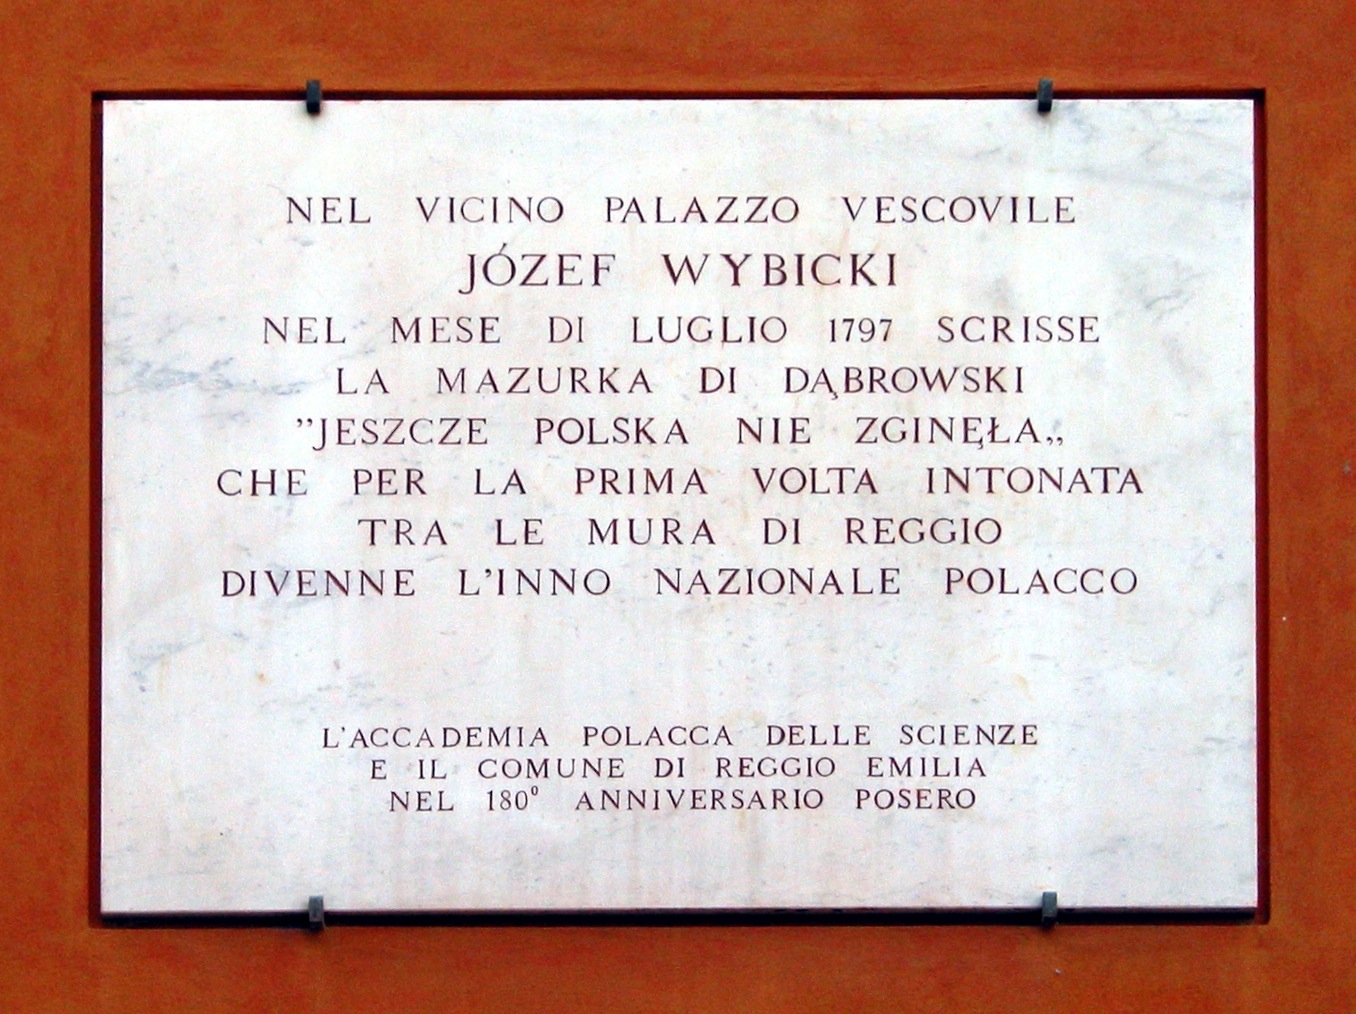 NEL VICINO PALAZZO VESCOVILE
JÓZEF WYBICKI
NEL MESE DI LUGLIO 1797 SCRISSE
LA MAZURKA DI DĄBROWSKI
”JESZCZE POLSKA NIE ZGINĘŁA„
CHE PER LA PRIMA VOLTA INTONATA
TRA LE MURA DI REGGIO
DIVENNE L’INNO NAZIONALE POLACCO
L’ACCADEMIA POLACCA DELLE SCIENZE
E IL COMUNE DI REGGIO EMILIA
NEL 180º ANNIVERSARIO POSERO